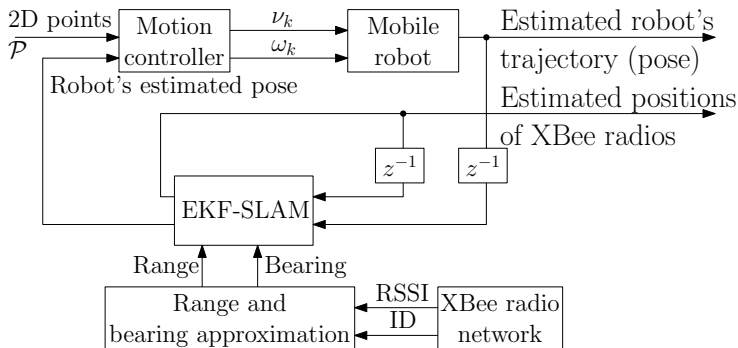 2D points
𝒫
Motion
controller
ν_k
ω_k
Mobile
robot
Estimated robot's
trajectory (pose)
Robot's estimated pose
Estimated positions
of XBee radios
z^{-1}
z^{-1}
EKF-SLAM
Range
Bearing
Range and
bearing approximation
RSSI
ID
XBee radio
network